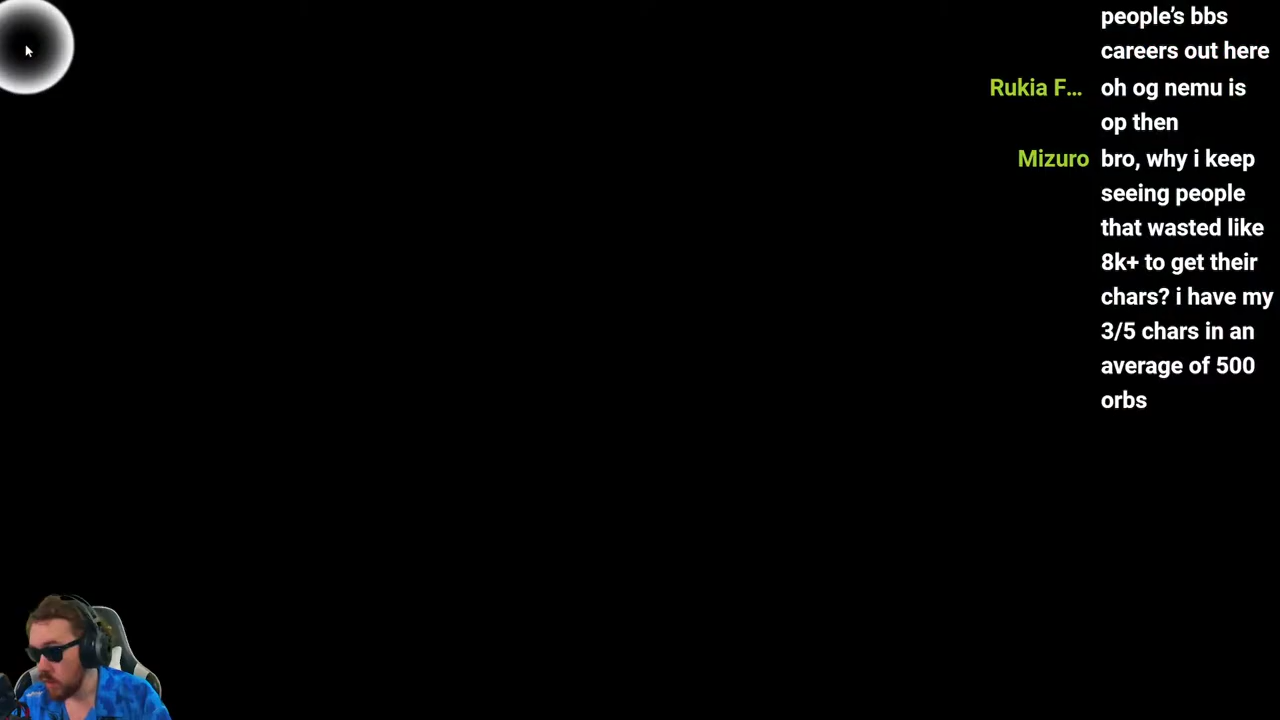 people’s bbs
careers out here
Rukia F... oh og nemu is
op then
Mizuro bro, why i keep
seeing people
that wasted like
8k+ to get their
chars? i have my
3/5 chars in an
average of 500
orbs